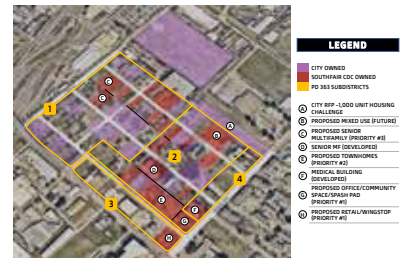 1
C
C
A
B
2
D
4
3
E
F
G
H
LEGEND
CITY OWNED
SOUTHFAIR CDC OWNED
PD 363 SUBDISTRICTS
A CITY RFP -1,000 UNIT HOUSING
CHALLENGE
B PROPOSED MIXED USE (FUTURE)
C PROPOSED SENIOR
MULTIFAMILY (PRIORITY #3)
D SENIOR MF (DEVELOPED)
E PROPOSED TOWNHOMES
(PRIORITY #2)
F MEDICAL BUILDING
(DEVELOPED)
G PROPOSED OFFICE/COMMUNITY
SPACE/SPASH PAD
(PRIORITY #1)
H PROPOSED RETAIL/WINGSTOP
(PRIORITY #1)